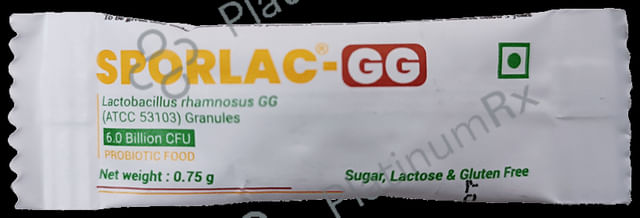 SPORLAC®-GG
Lactobacillus rhamnosus GG
(ATCC 53103) Granules
6.0 Billion CFU
PROBIOTIC FOOD
Net weight : 0.75 g
Sugar, Lactose & Gluten Free
PlatinumRx